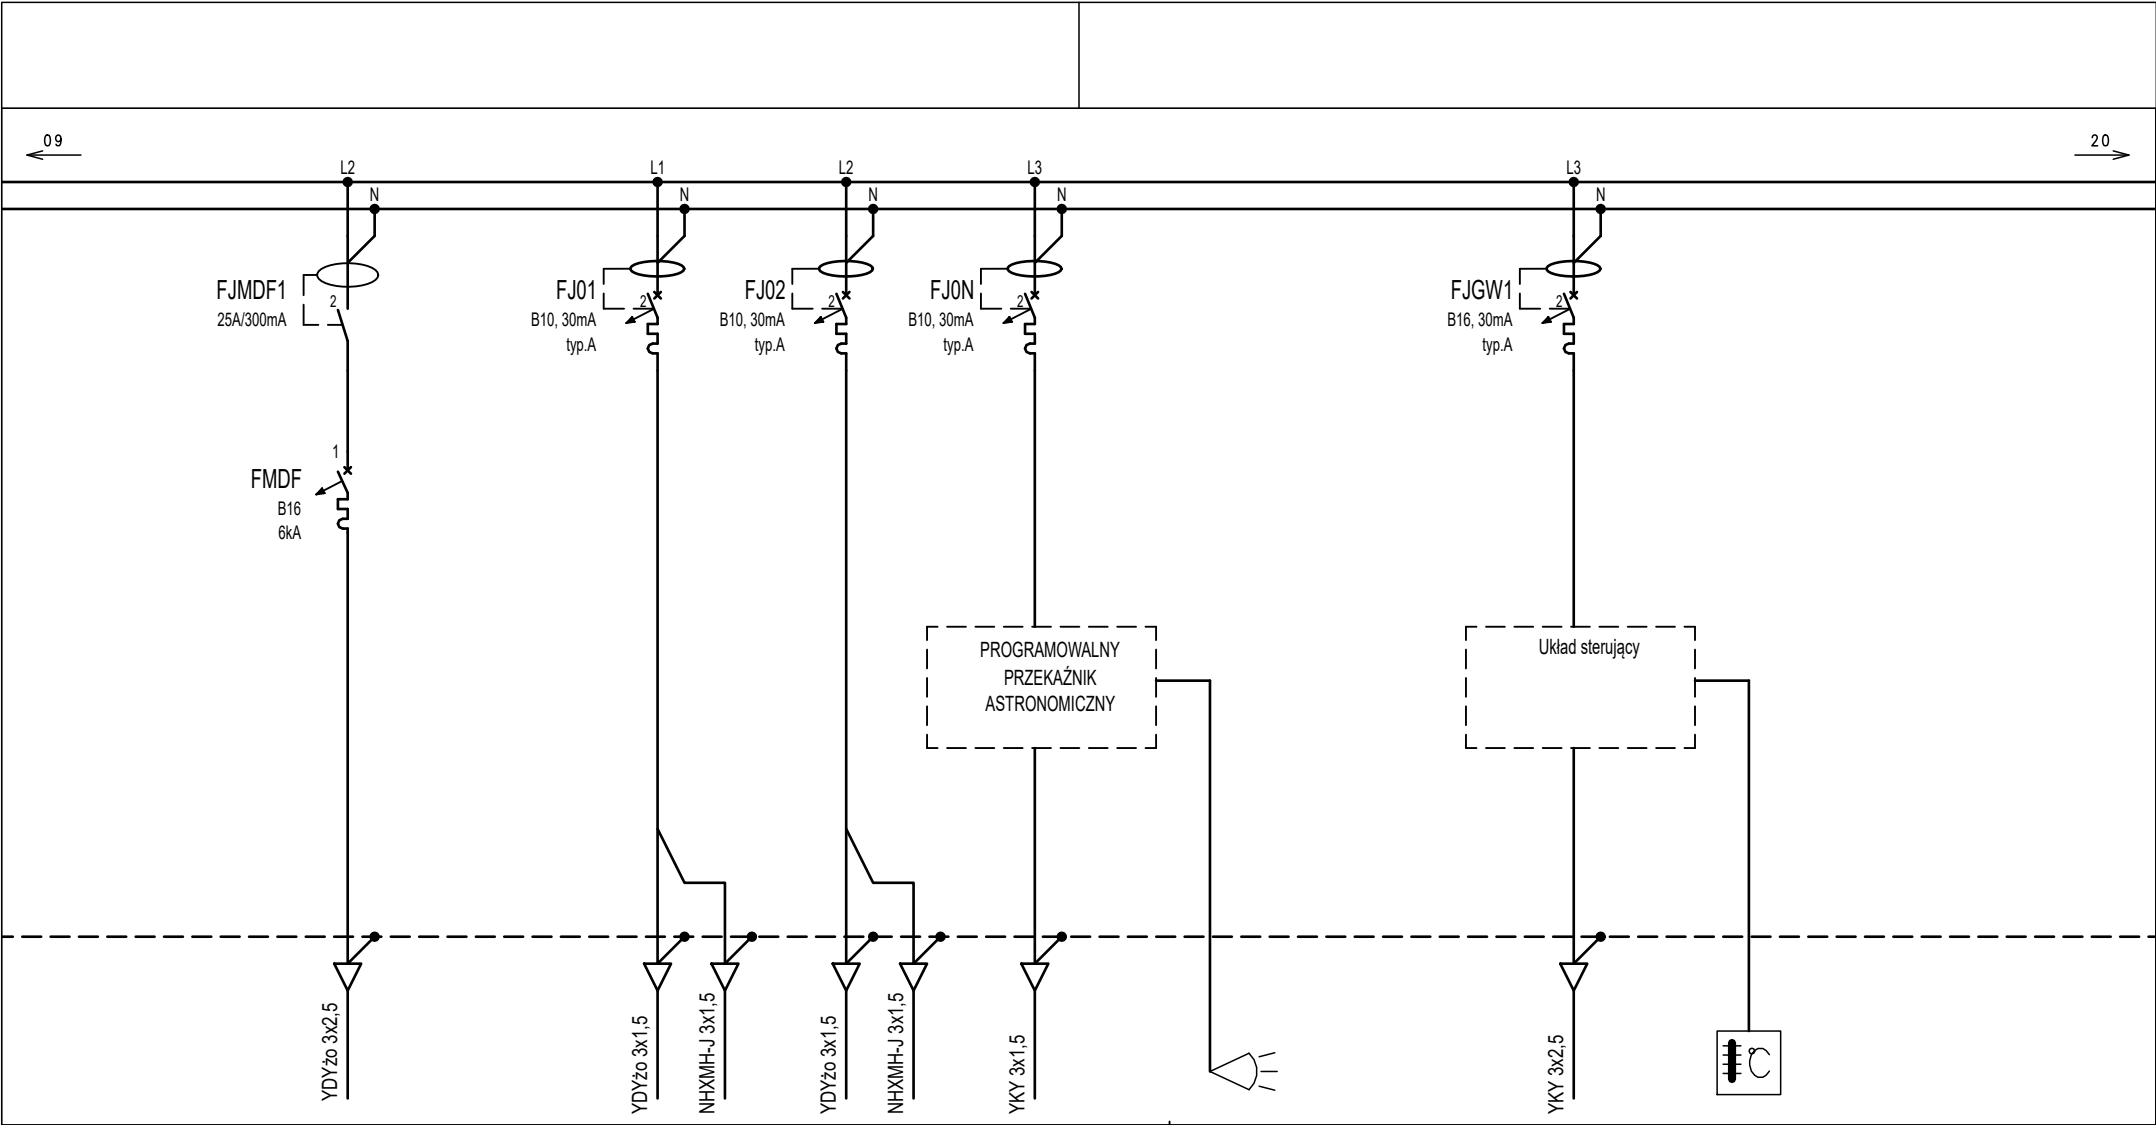 09
20
L2
L1
L2
L3
L3
N
N
N
N
N
FJMDF1
25A/300mA
2
FJ01
B10, 30mA
typ.A
2
FJ02
B10, 30mA
typ.A
2
FJ0N
B10, 30mA
typ.A
2
FJGW1
B16, 30mA
typ.A
2
1
FMDF
B16
6kA
PROGRAMOWALNY
PRZEKAŹNIK
ASTRONOMICZNY
Układ sterujący
YDYżo 3x2,5
YDYżo 3x1,5
NHXMH-J 3x1,5
YDYżo 3x1,5
NHXMH-J 3x1,5
YKY 3x1,5
YKY 3x2,5
°C